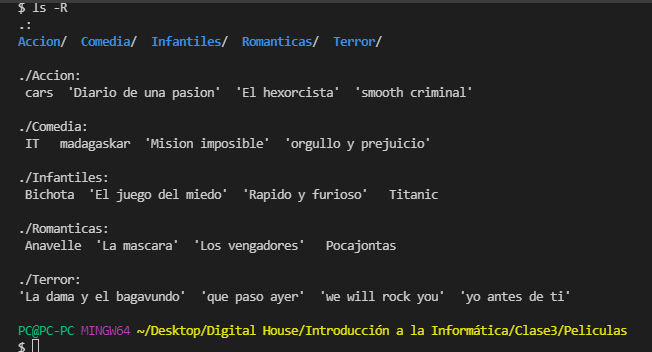 $ ls -R
.:
Accion/  Comedia/  Infantiles/  Romanticas/  Terror/
./Accion:
 cars  'Diario de una pasion'  'El hexorcista'  'smooth criminal'
./Comedia:
 IT   madagaskar  'Mision imposible'  'orgullo y prejuicio'
./Infantiles:
 Bichota  'El juego del miedo'  'Rapido y furioso'   Titanic
./Romanticas:
 Anavelle  'La mascara'  'Los vengadores'   Pocajontas
./Terror:
'La dama y el bagavundo'  'que paso ayer'  'we will rock you'  'yo antes de ti'
PC@PC-PC MINGW64 ~/Desktop/Digital House/Introducción a la Informática/Clase3/Peliculas
$